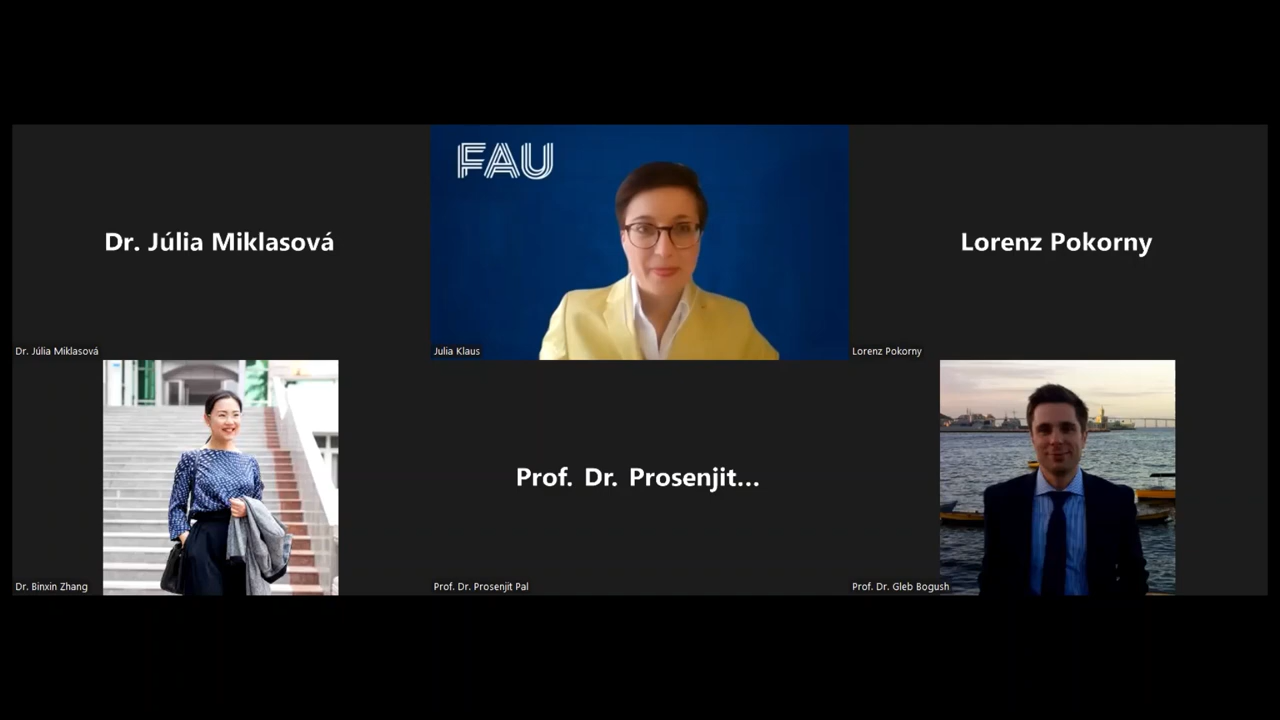 FAU
Dr. Júlia Miklasová
Lorenz Pokorny
Dr. Júlia Miklasová
Julia Klaus
Lorenz Pokorny
Prof. Dr. Prosenjit...
Dr. Binxin Zhang
Prof. Dr. Prosenjit Pal
Prof. Dr. Gleb Bogush